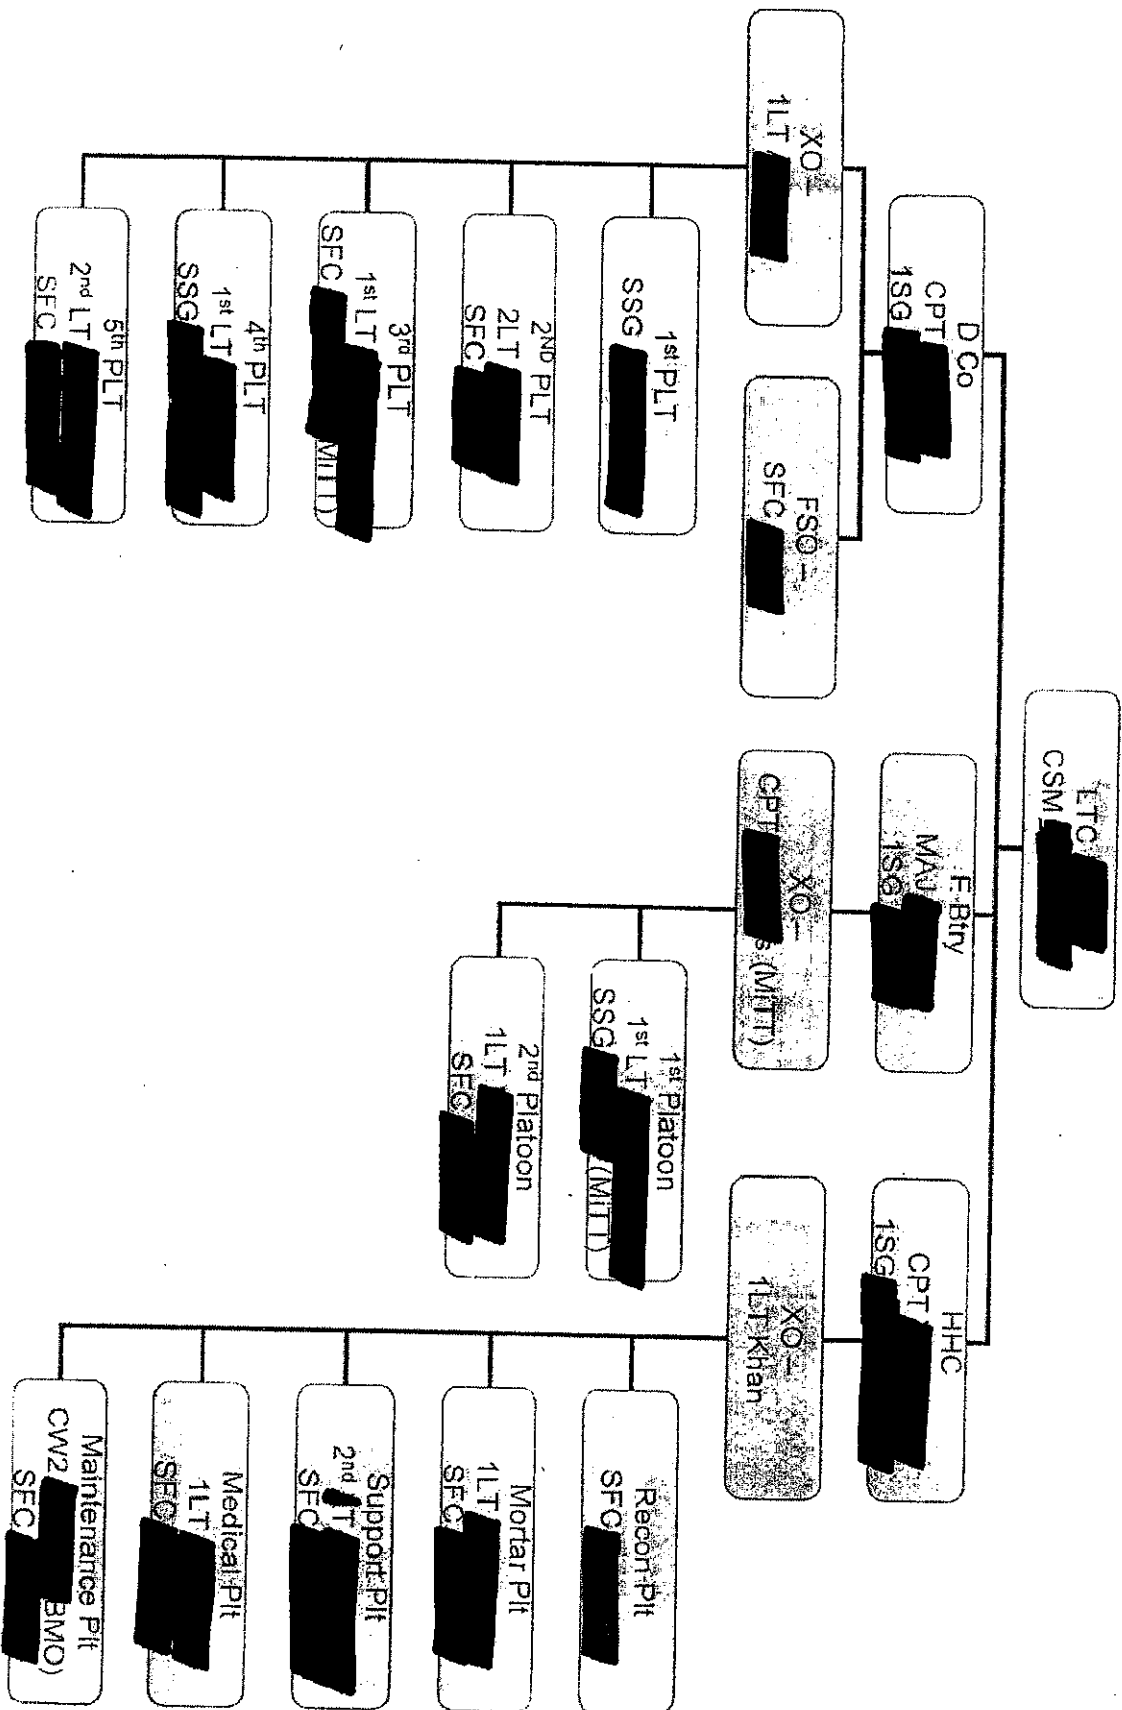 LTC
CSM
D Co
CPT
1SG
XO –
1LT
FSO –
SFC
1st PLT
SSG
2ND PLT
2LT
SFC
3rd PLT
1st LT
SFC (MiTT)
4th PLT
1st LT
SSG
5th PLT
2nd LT
SFC
F Btry
MAJ
1SG
XO –
CPT s (MiTT)
1st Platoon
1st LT
SSG (MiTT)
2nd Platoon
1LT
SFC
HHC
CPT
1SG
XO –
1LT Khan
Recon Plt
SFC
Mortar Plt
1LT
SFC
Support Plt
2nd LT
SFC
Medical Plt
1LT
SFC
Maintenance Plt
CW2 BMO)
SFC